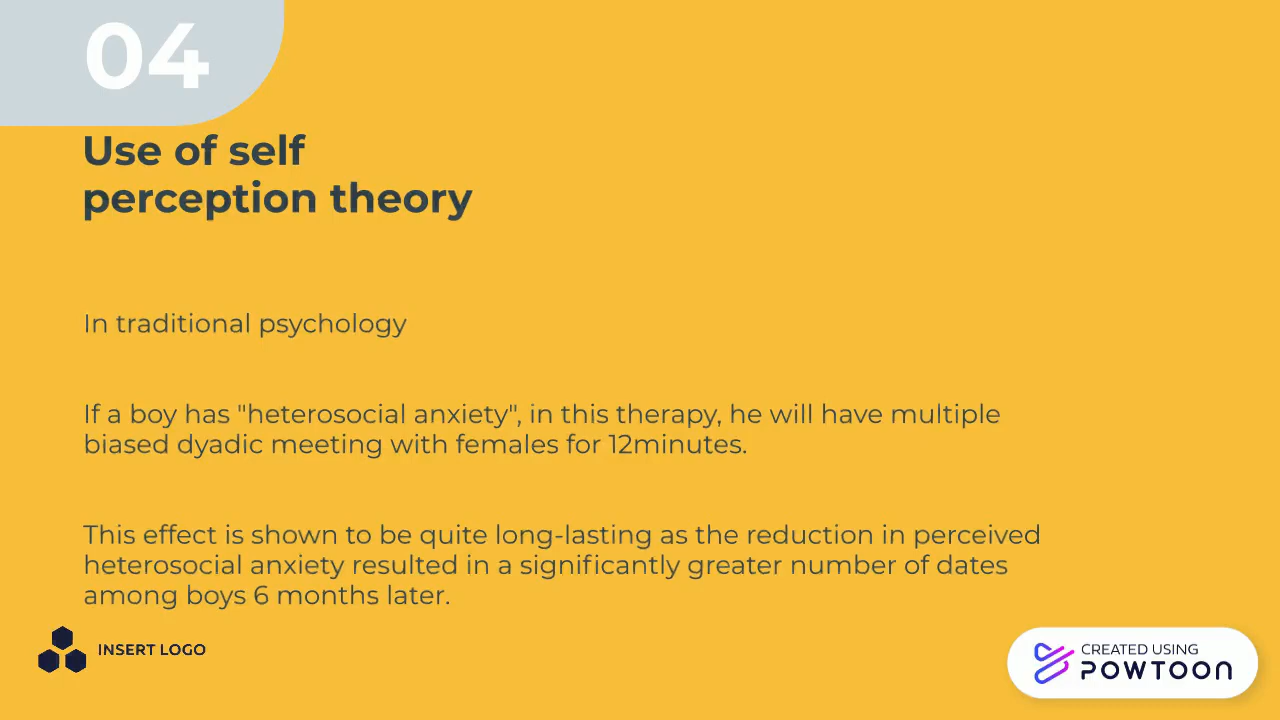 04
Use of self
perception theory
In traditional psychology
If a boy has "heterosocial anxiety", in this therapy, he will have multiple
biased dyadic meeting with females for 12minutes.
This effect is shown to be quite long-lasting as the reduction in perceived
heterosocial anxiety resulted in a significantly greater number of dates
among boys 6 months later.
INSERT LOGO
CREATED USING
POWTOON